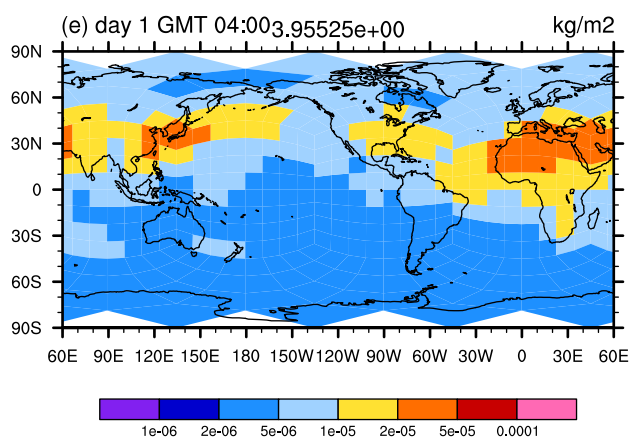 (e) day 1 GMT 04:00 3.95525e+00 kg/m2
90N
60N
30N
0
30S
60S
90S
60E 90E 120E 150E 180 150W 120W 90W 60W 30W 0 30E 60E
1e-06 2e-06 5e-06 1e-05 2e-05 5e-05 0.0001